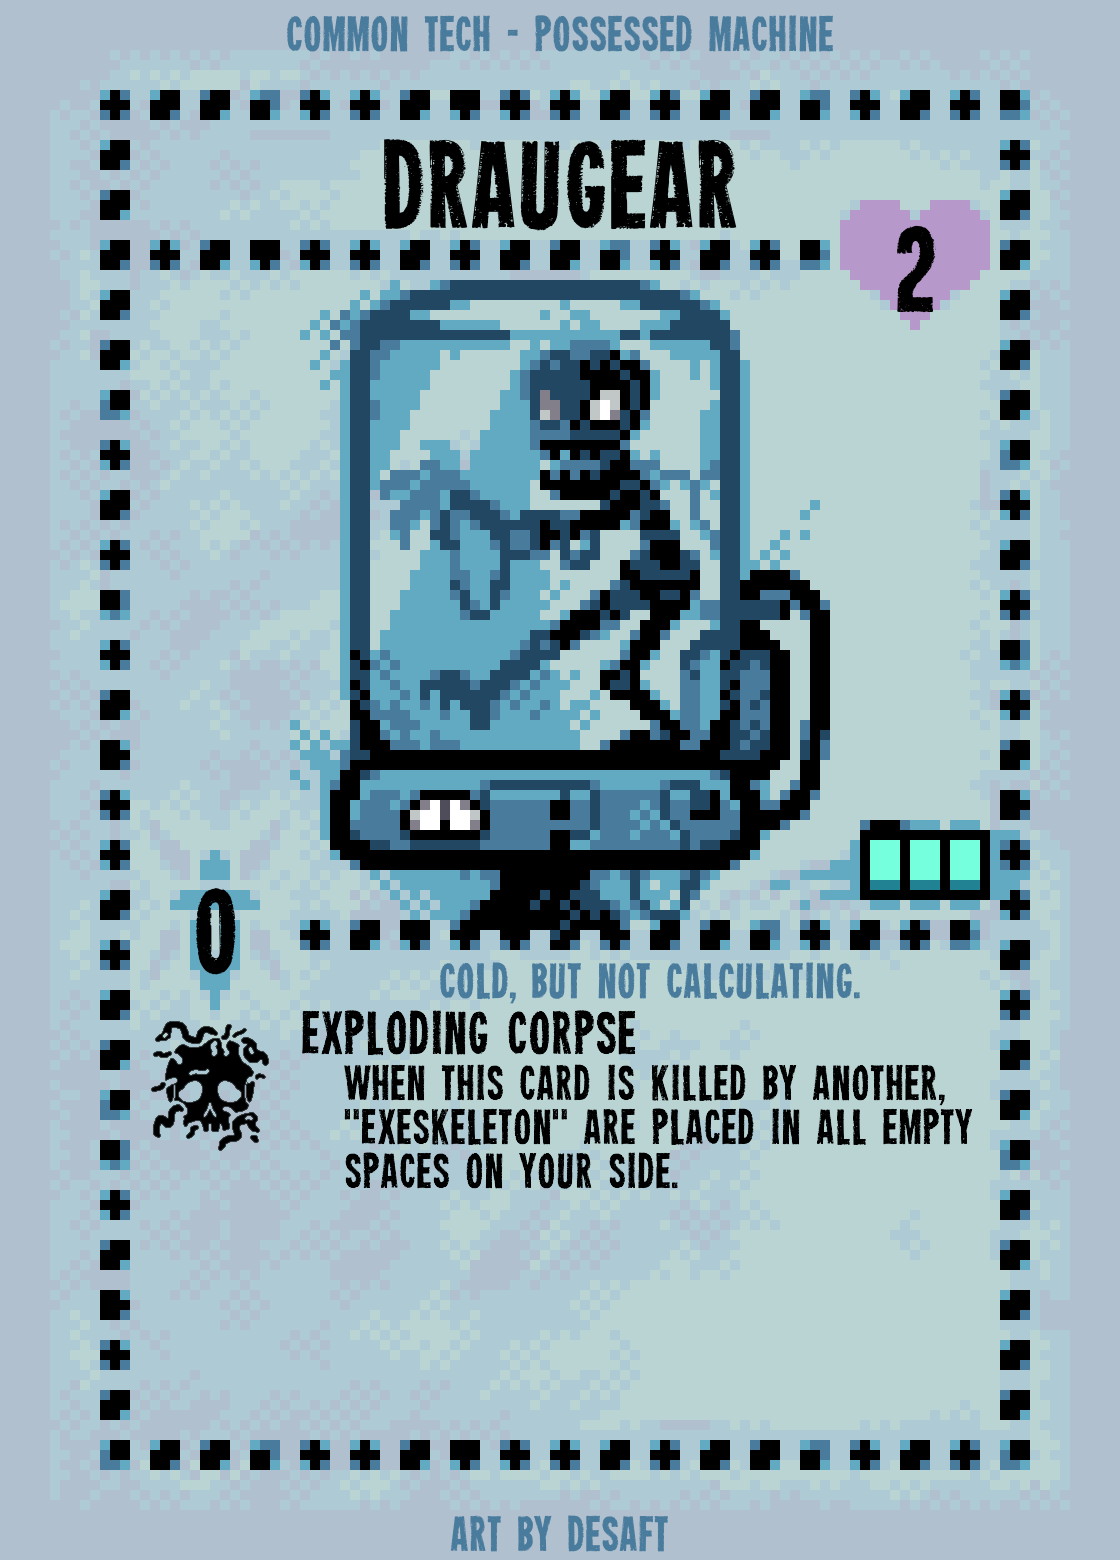 COMMON TECH - POSSESSED MACHINE
DRAUGEAR
2
0
COLD, BUT NOT CALCULATING.
EXPLODING CORPSE
WHEN THIS CARD IS KILLED BY ANOTHER,
"EXESKELETON" ARE PLACED IN ALL EMPTY
SPACES ON YOUR SIDE.
ART BY DESAFT